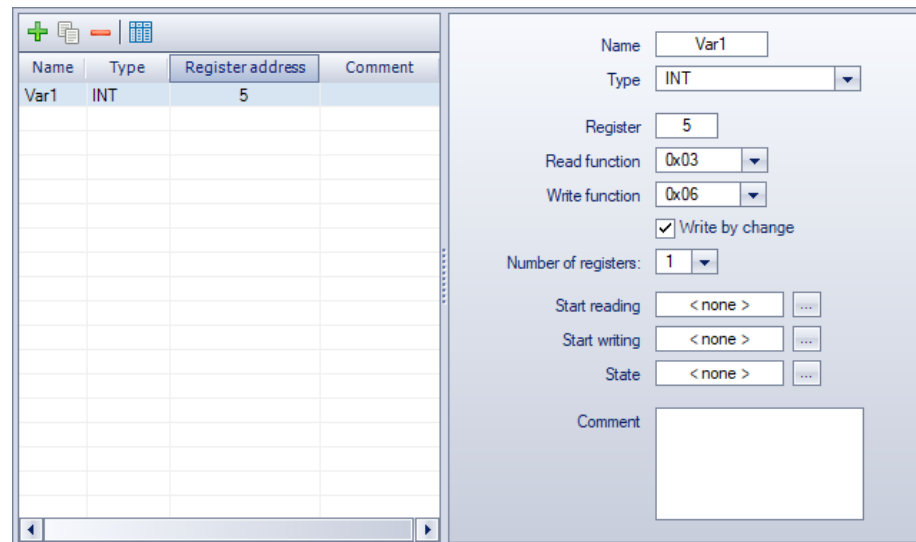 Name Type Register address Comment
Var1 INT 5
Name Var1
Type INT
Register 5
Read function 0x03
Write function 0x06
Write by change
Number of registers: 1
Start reading < none > ...
Start writing < none > ...
State < none > ...
Comment